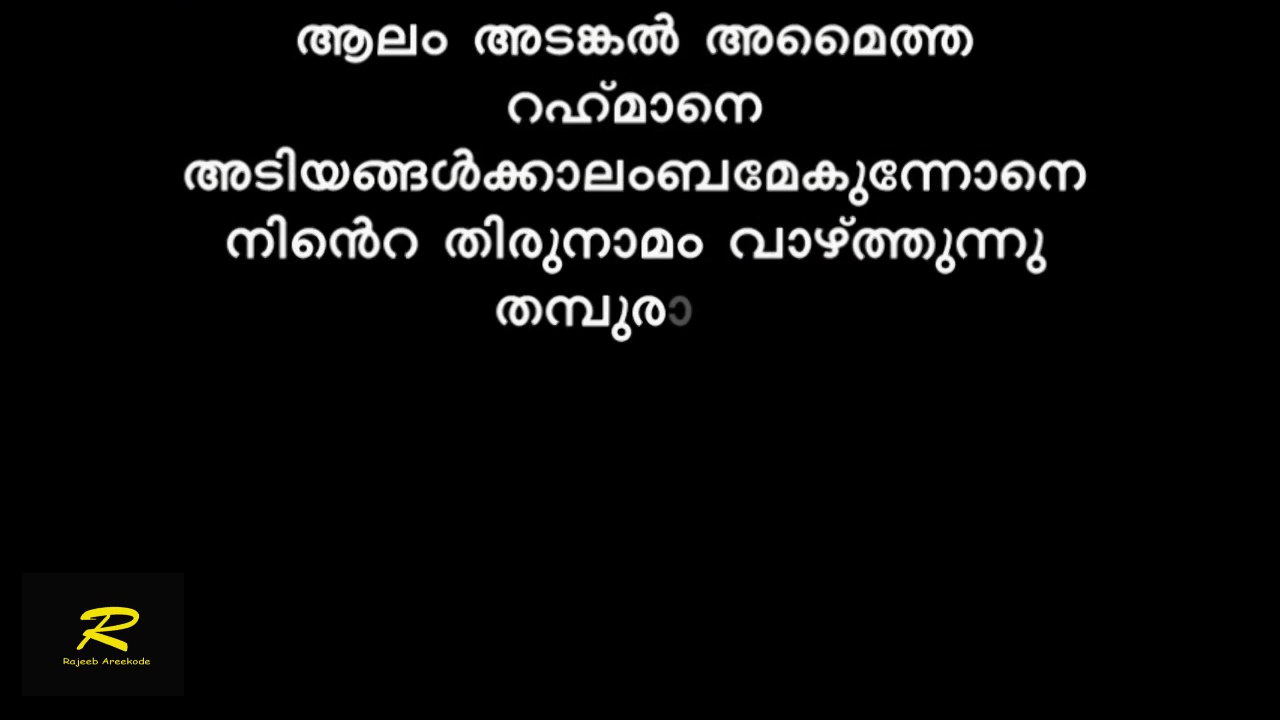 ആലം അടങ്കൽ അമൈത്ത
റഹ്‌മാനെ
അടിയങ്ങൾക്കാലംബമേകുന്നോനെ
നിൻെറ തിരുനാമം വാഴ്ത്തുന്നു
തമ്പുരാ
R
Rajeeb Areekode